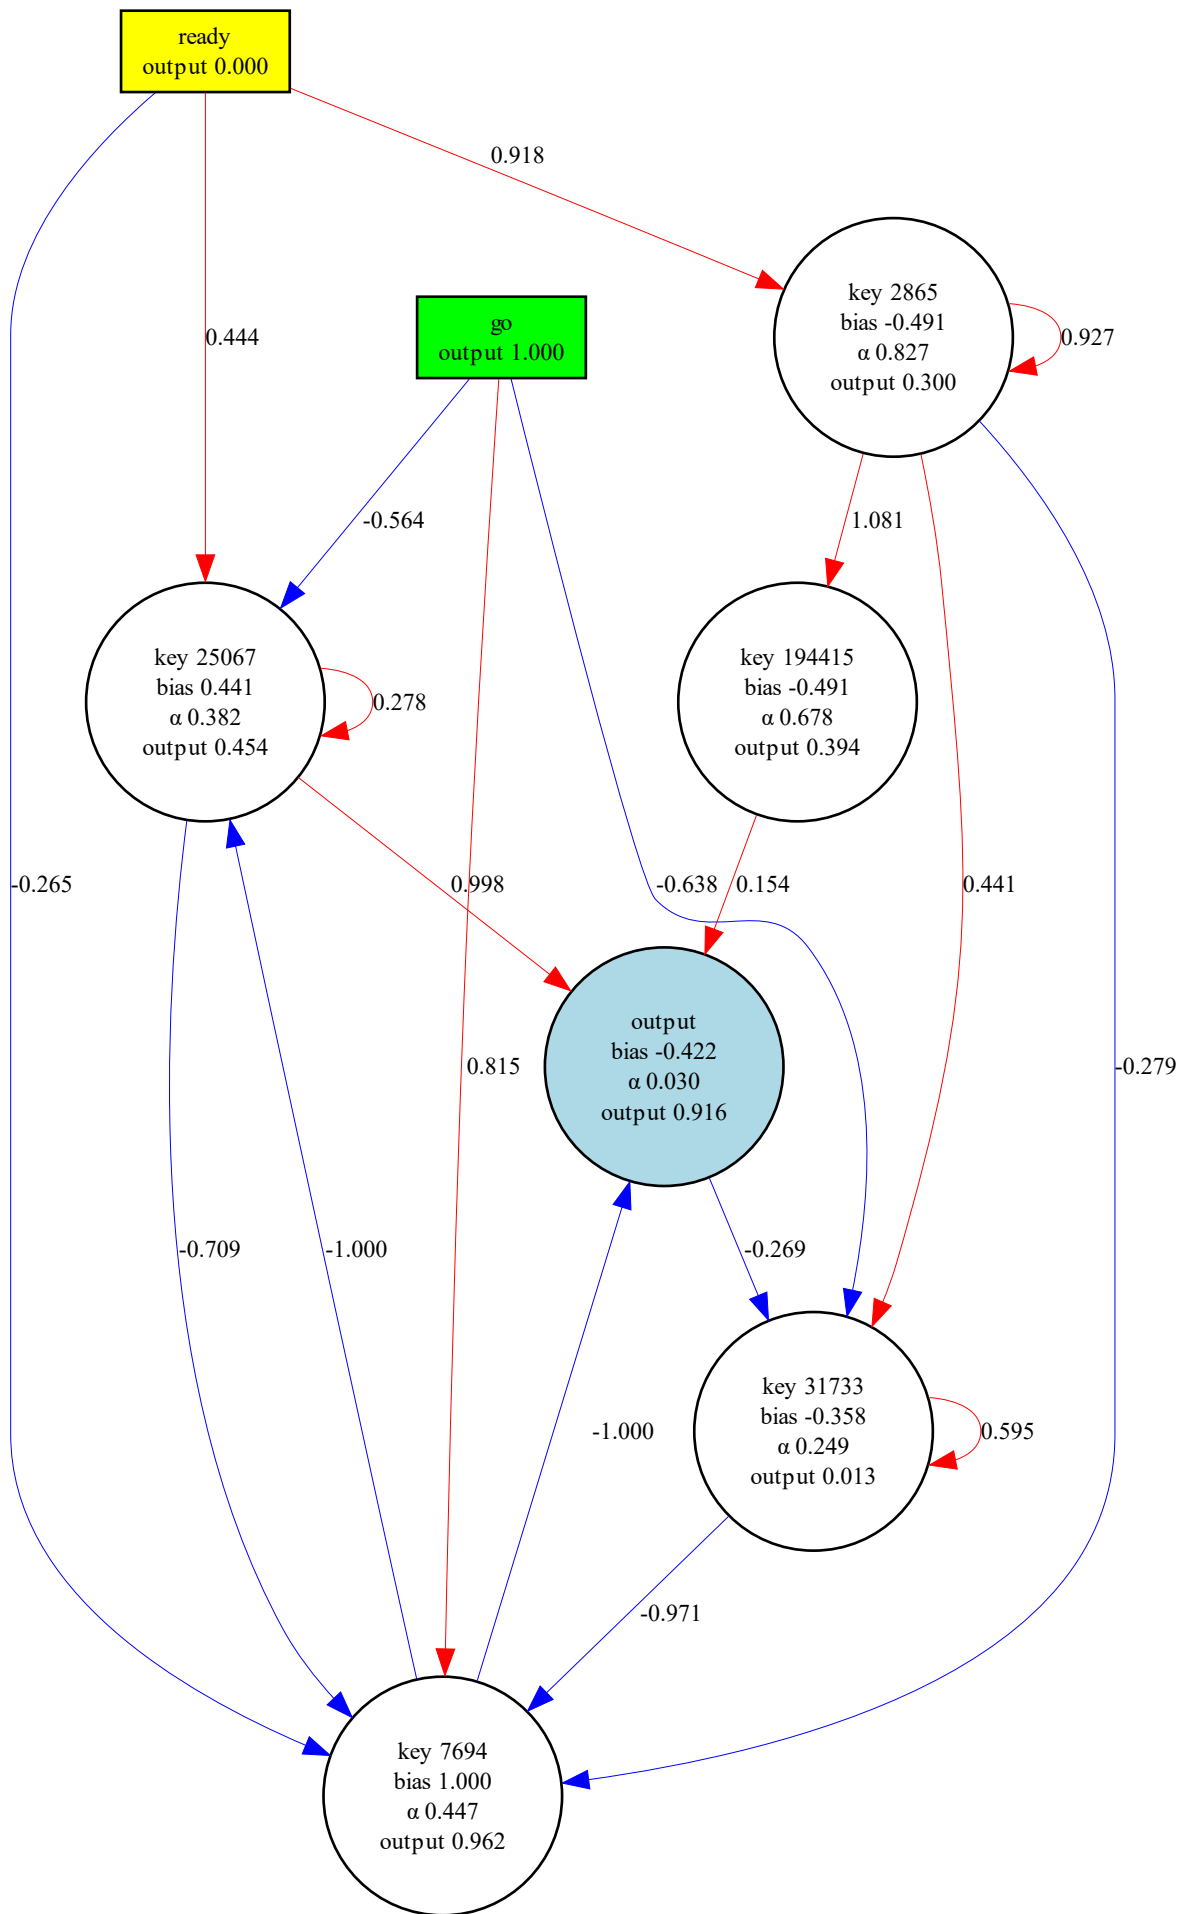 ready
output 0.000
0.918
key 2865
bias -0.491
α 0.827
output 0.300
0.927
go
output 1.000
0.444
-0.564
1.081
key 25067
bias 0.441
α 0.382
output 0.454
0.278
key 194415
bias -0.491
α 0.678
output 0.394
-0.265
0.998
-0.638
0.154
0.441
output
bias -0.422
α 0.030
output 0.916
0.815
-0.279
-0.709
-1.000
-0.269
-1.000
key 31733
bias -0.358
α 0.249
output 0.013
0.595
-0.971
key 7694
bias 1.000
α 0.447
output 0.962